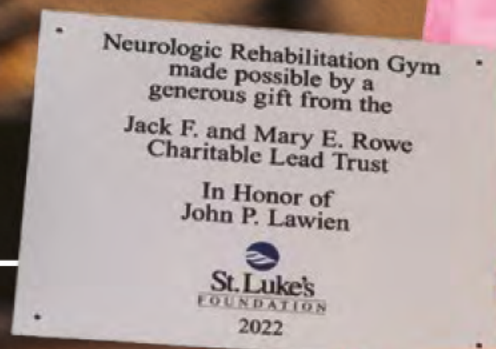 Neurologic Rehabilitation Gym
made possible by a
generous gift from the
Jack F. and Mary E. Rowe
Charitable Lead Trust
In Honor of
John P. Lawien
St. Luke's
FOUNDATION
2022